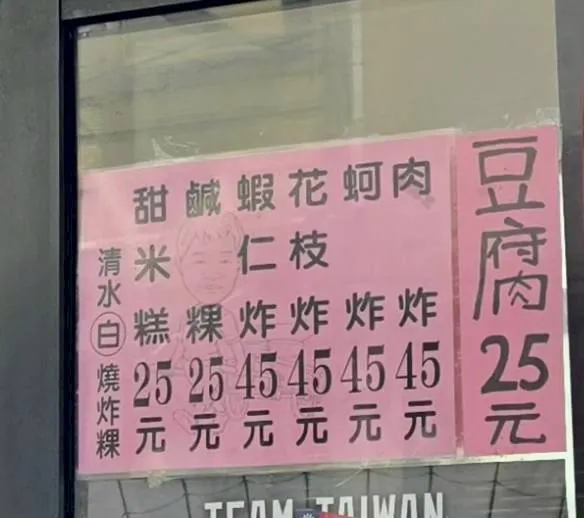 豆腐25元
肉炸45元
蚵炸45元
花枝炸45元
蝦仁炸45元
鹹粿25元
甜米糕25元
清水白燒炸粿
TEAM TAIWAN